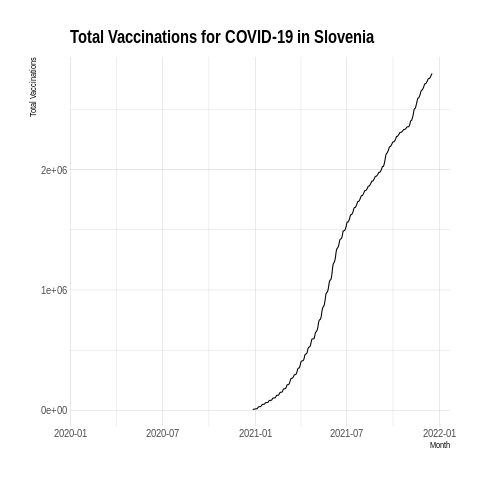 Total Vaccinations for COVID-19 in Slovenia
Total Vaccinations
2e+06
1e+06
0e+00
2020-01 2020-07 2021-01 2021-07 2022-01
Month